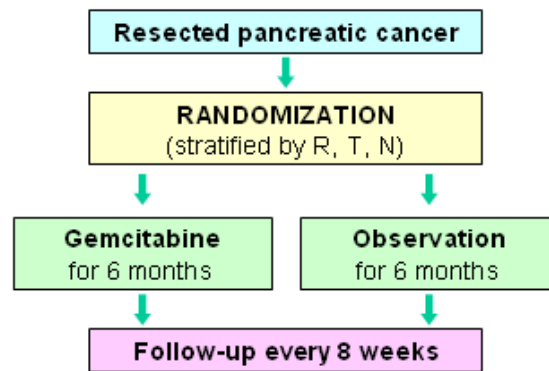 Resected pancreatic cancer
RANDOMIZATION
(stratified by R, T, N)
Gemcitabine
for 6 months
Observation
for 6 months
Follow-up every 8 weeks